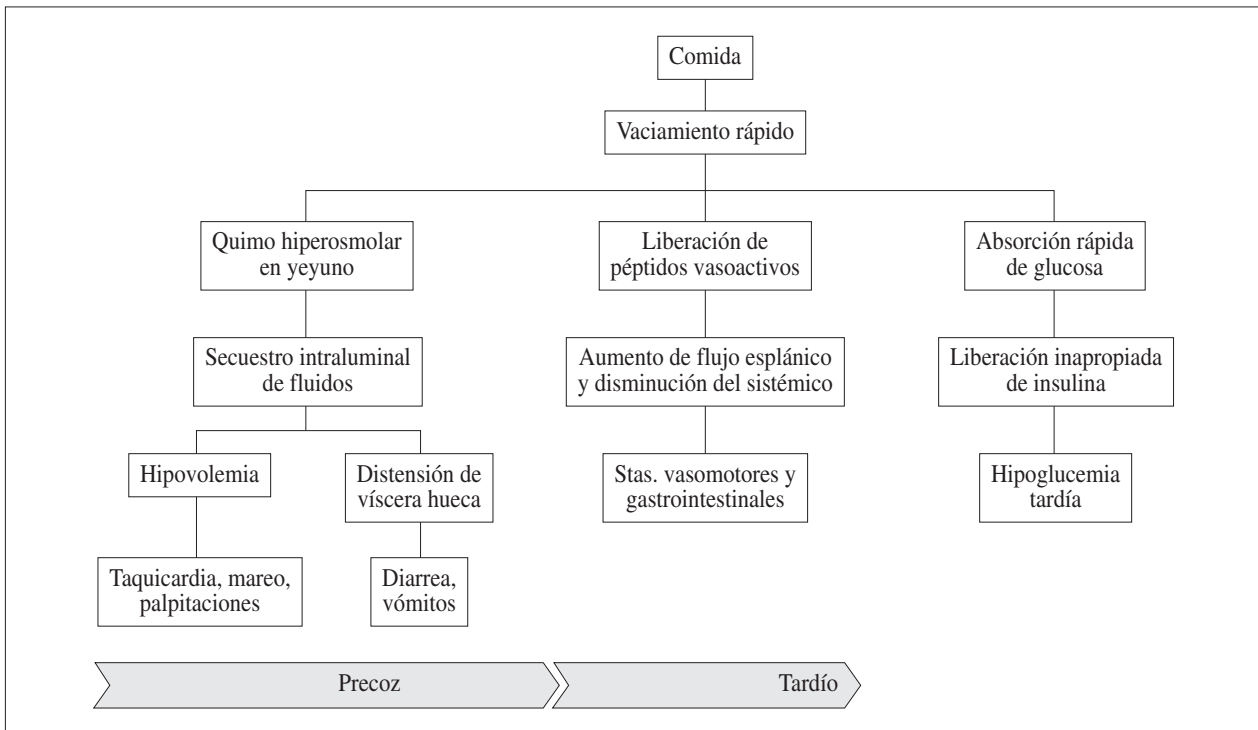 Comida
Vaciamiento rápido
Quimo hiperosmolar
en yeyuno
Liberación de
péptidos vasoactivos
Absorción rápida
de glucosa
Secuestro intraluminal
de fluidos
Aumento de flujo esplánico
y disminución del sistémico
Liberación inapropiada
de insulina
Hipovolemia
Distensión de
víscera hueca
Stas. vasomotores y
gastrointestinales
Hipoglucemia
tardía
Taquicardia, mareo,
palpitaciones
Diarrea,
vómitos
Precoz
Tardío